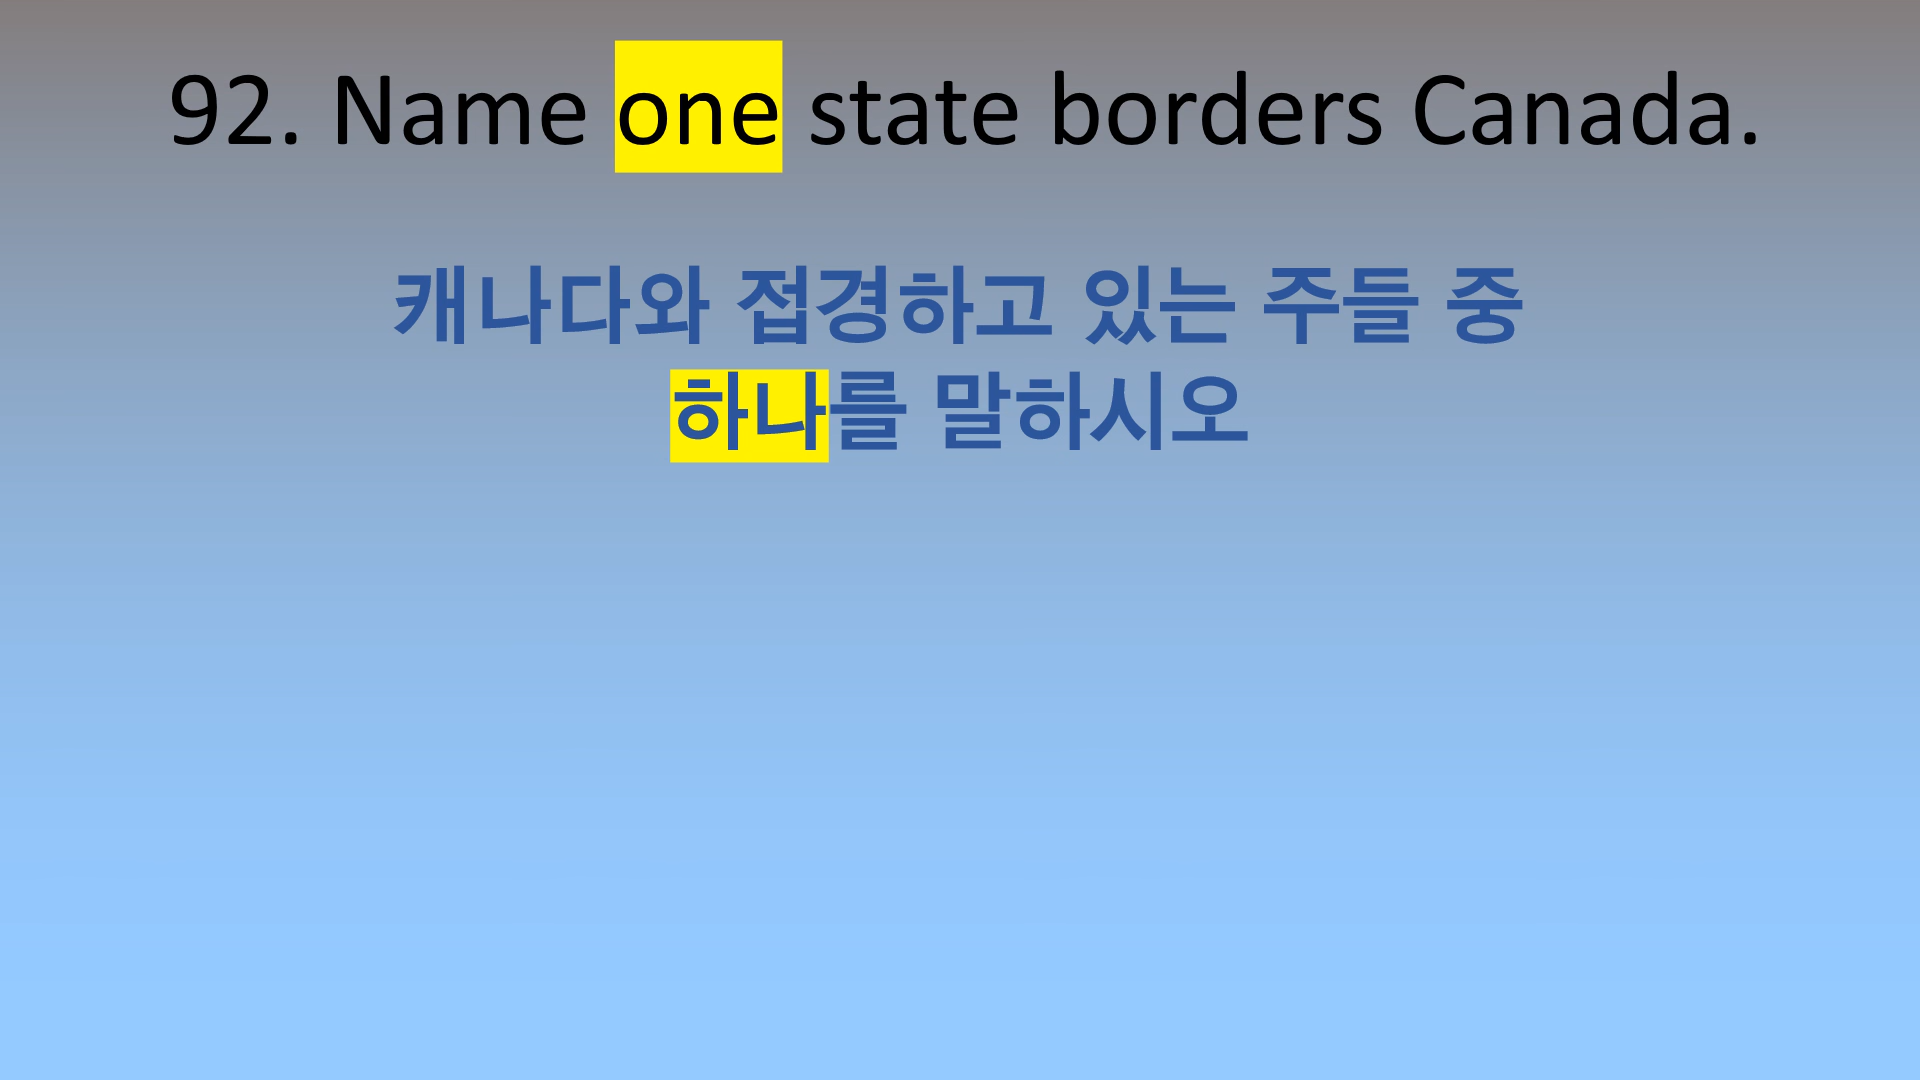 92. Name one state borders Canada.
캐나다와 접경하고 있는 주들 중
하나를 말하시오